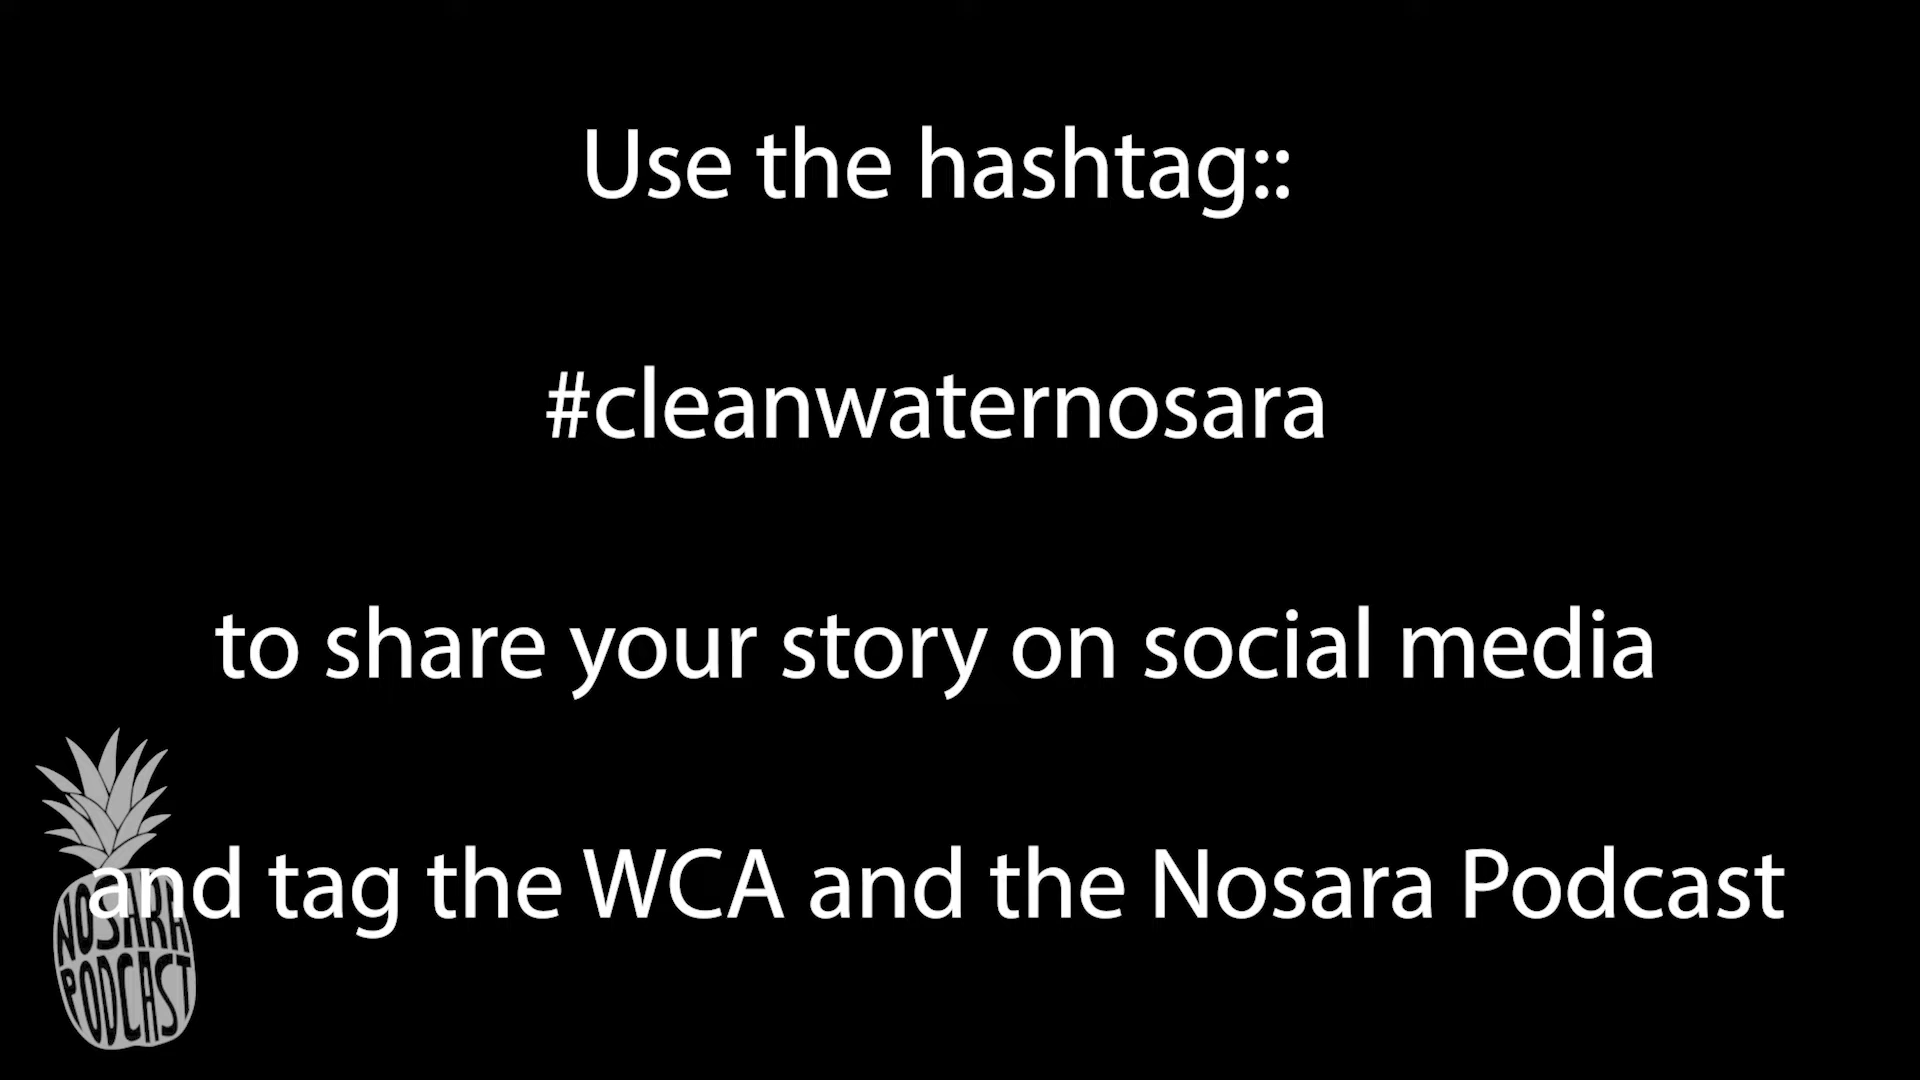 Use the hashtag::
#cleanwaternosara
to share your story on social media
and tag the WCA and the Nosara Podcast
NOSARA
PODCAST